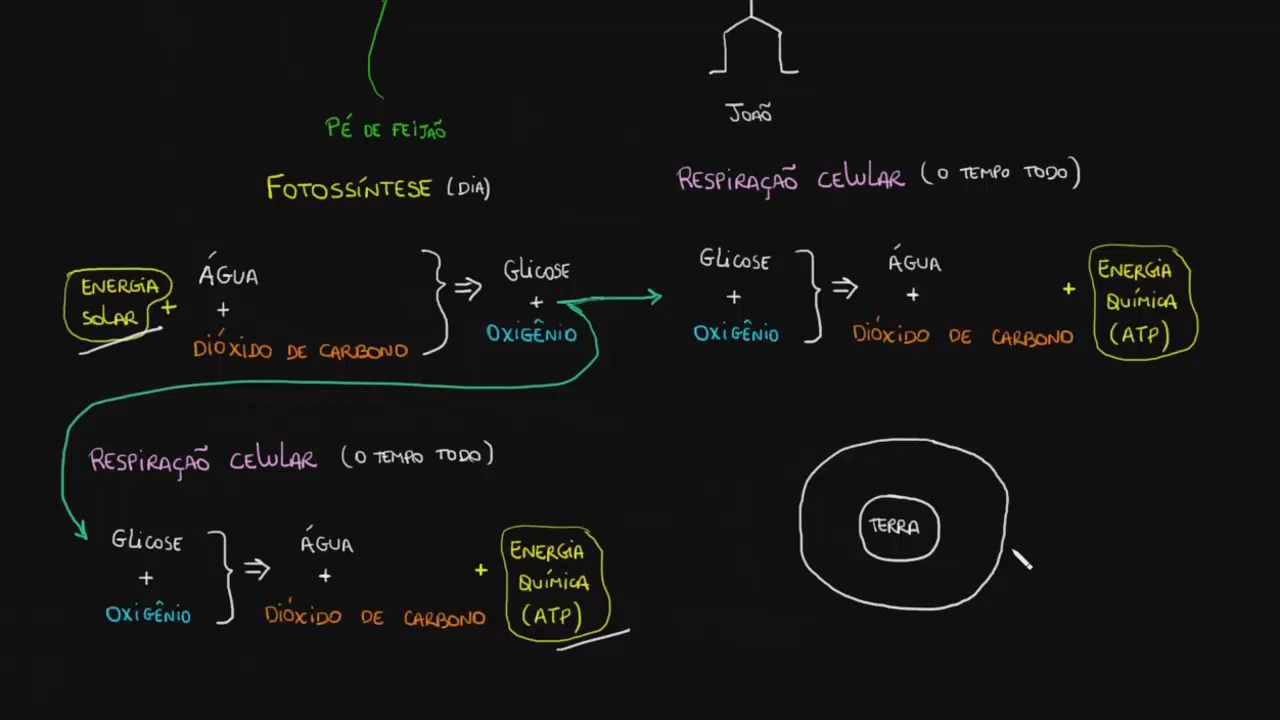 PÉ DE FEIJÃO
JOÃO
FOTOSSÍNTESE (DIA)
RESPIRAÇÃO CELULAR (O TEMPO TODO)
ENERGIA
SOLAR
+
ÁGUA
+
DIÓXIDO DE CARBONO
⇒
GLICOSE
+
OXIGÊNIO
GLICOSE
+
OXIGÊNIO
⇒
ÁGUA
+
DIÓXIDO DE CARBONO
+
ENERGIA
QUÍMICA
(ATP)
RESPIRAÇÃO CELULAR (O TEMPO TODO)
GLICOSE
+
OXIGÊNIO
⇒
ÁGUA
+
DIÓXIDO DE CARBONO
+
ENERGIA
QUÍMICA
(ATP)
TERRA